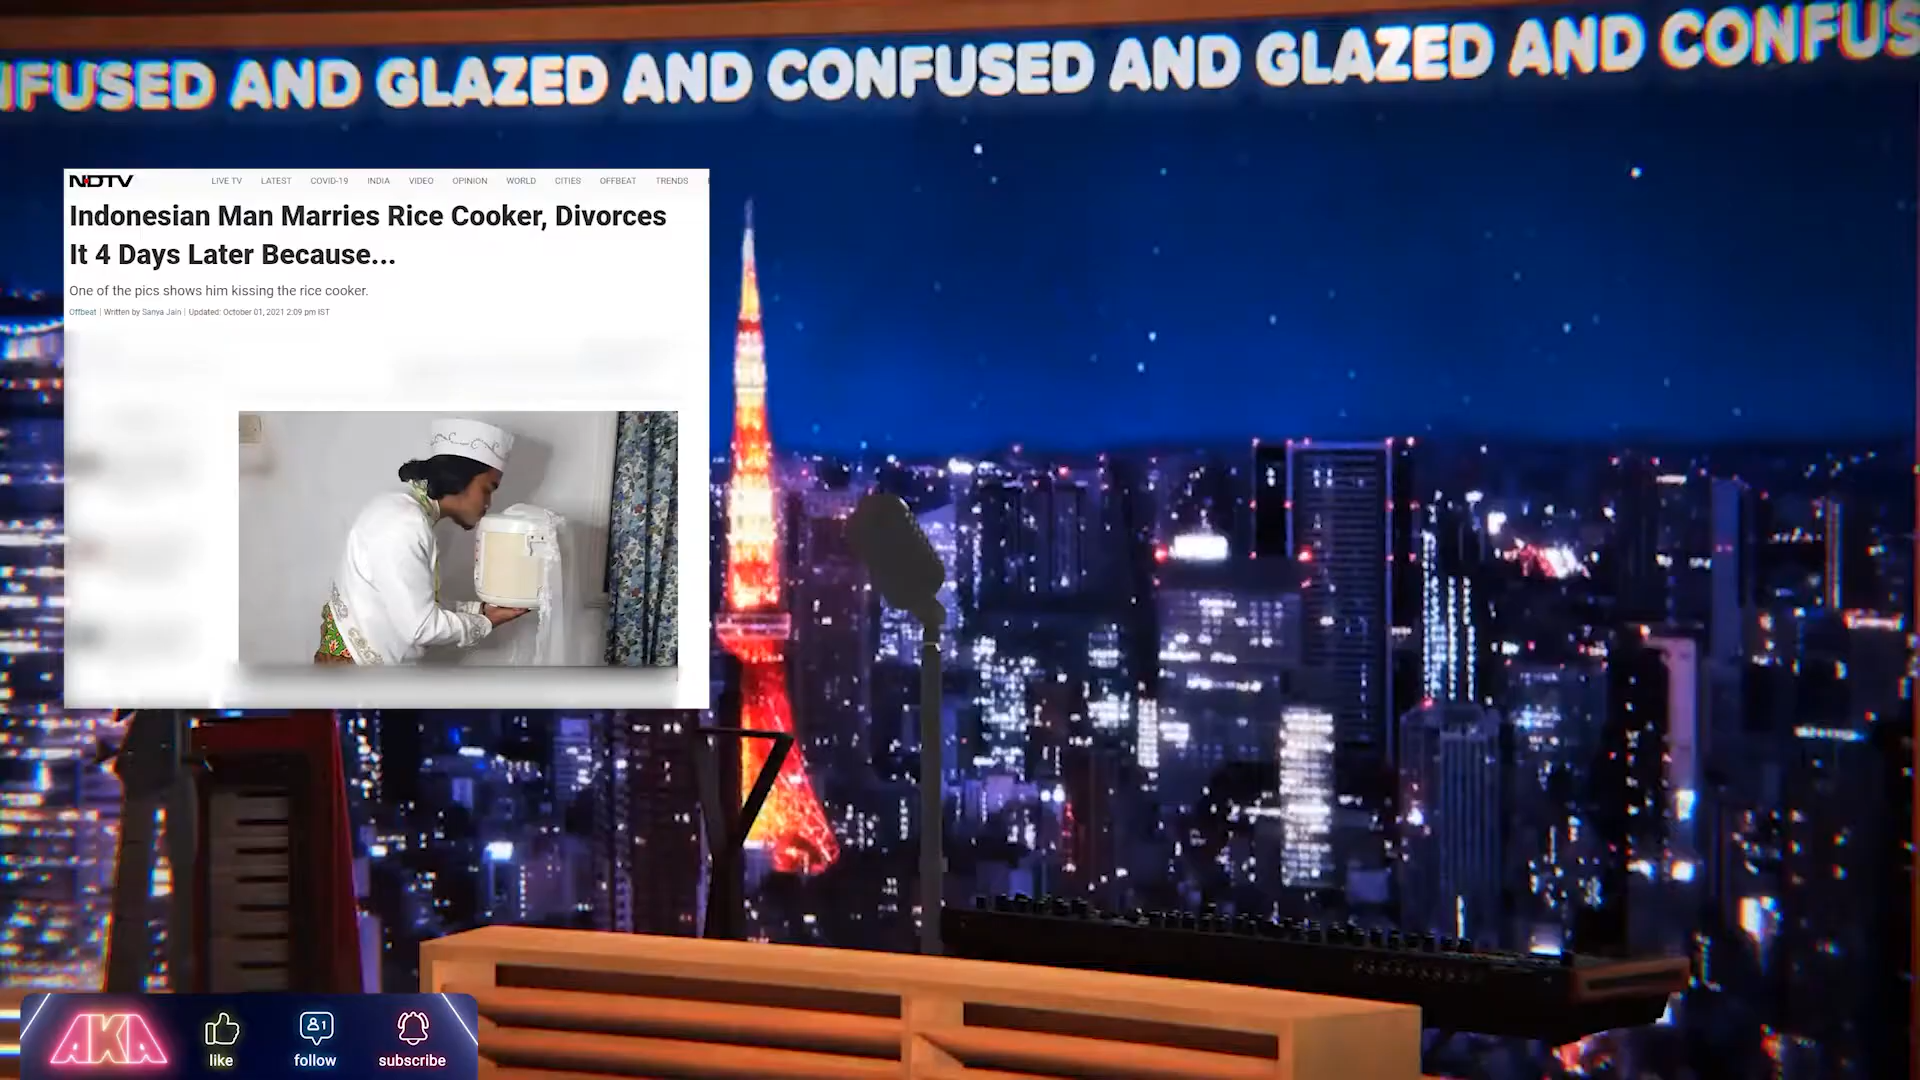 NFUSED AND GLAZED AND CONFUSED AND GLAZED AND CONFUS
NDTV
LIVE TV LATEST COVID-19 INDIA VIDEO OPINION WORLD CITIES OFFBEAT TRENDS
Indonesian Man Marries Rice Cooker, Divorces
It 4 Days Later Because...
One of the pics shows him kissing the rice cooker.
Offbeat | Written by Sanya Jain | Updated: October 01, 2021 2:09 pm IST
AKA
like
1
follow
subscribe